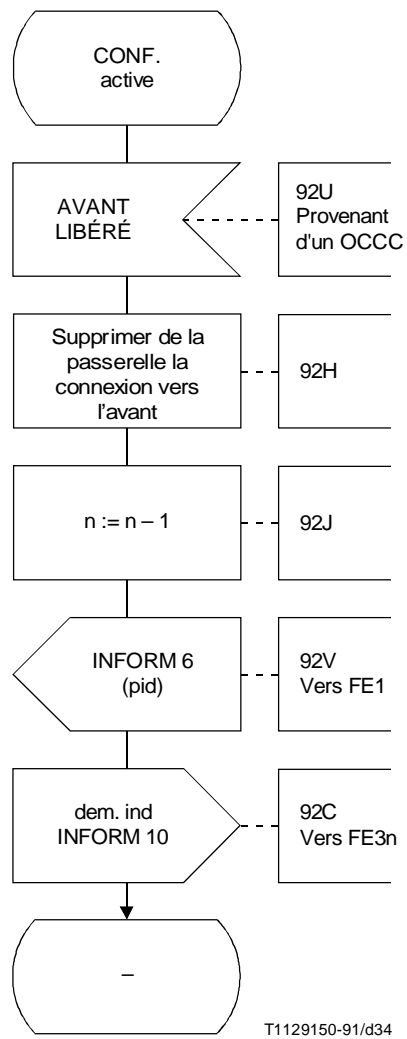 CONF.
active
AVANT
LIBÉRÉ
92U
Provenant
d'un OCCC
Supprimer de la
passerelle la
connexion vers
l'avant
92H
n := n – 1
92J
INFORM 6
(pid)
92V
Vers FE1
dem. ind
INFORM 10
92C
Vers FE3n
–
T1129150-91/d34